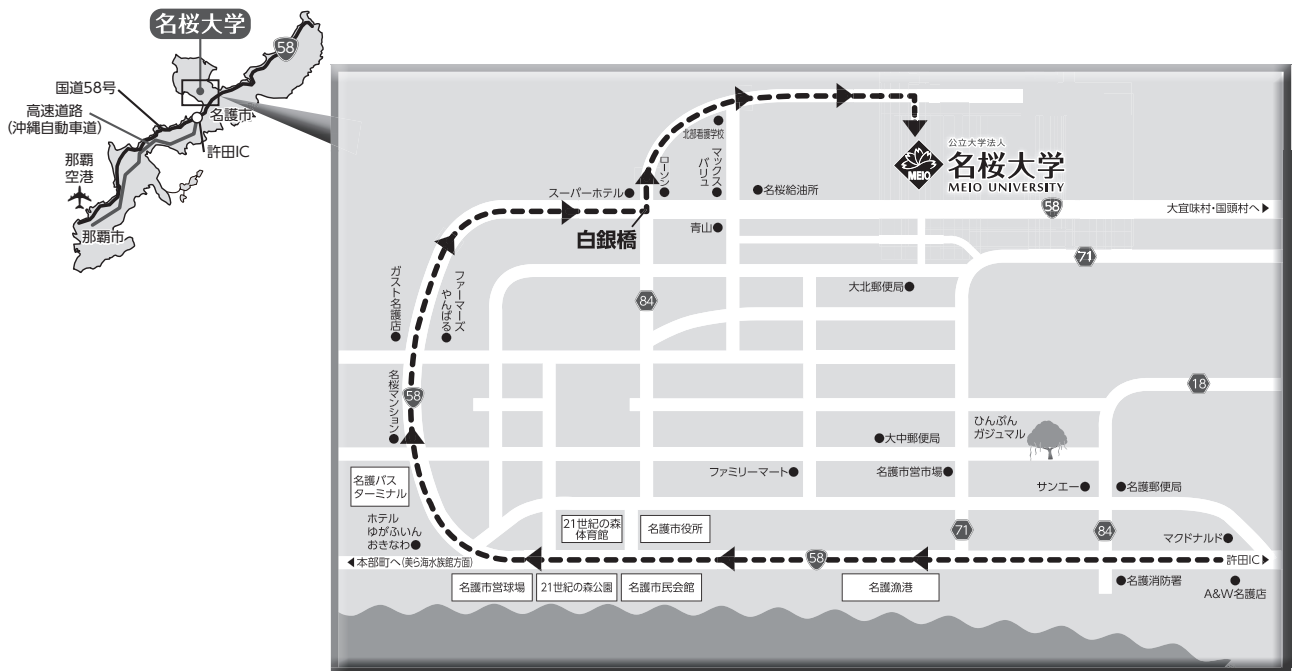 名桜大学
58
国道58号
高速道路
(沖縄自動車道)
名護市
許田IC
那覇
空港
那覇市
北部看護学校
公立大学法人
名桜大学
MEIO UNIVERSITY
MEIO
ローソン
マックス
バリュ
スーパーホテル
名桜給油所
58
大宜味村・国頭村へ
白銀橋
青山
71
ガスト名護店
ファーマーズ
やんばる
84
大北郵便局
名桜マンション
58
18
ひんぷん
ガジュマル
大中郵便局
名護バス
ターミナル
ファミリーマート
名護市営市場
サンエー
名護郵便局
ホテル
ゆがふいん
おきなわ
21世紀の森
体育館
名護市役所
71
84
マクドナルド
本部町へ(美ら海水族館方面)
58
許田IC
名護市営球場
21世紀の森公園
名護市民会館
名護漁港
名護消防署
A&W名護店